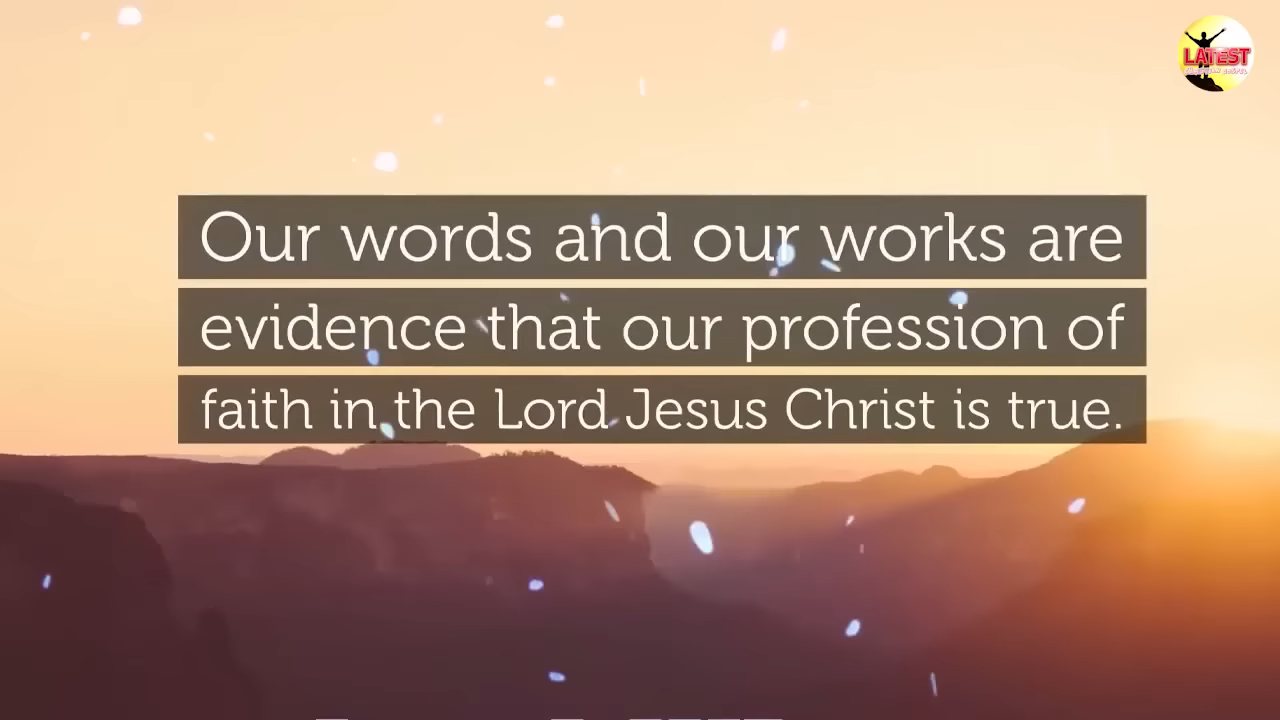 LATEST
Our words and our works are
evidence that our profession of
faith in the Lord Jesus Christ is true.